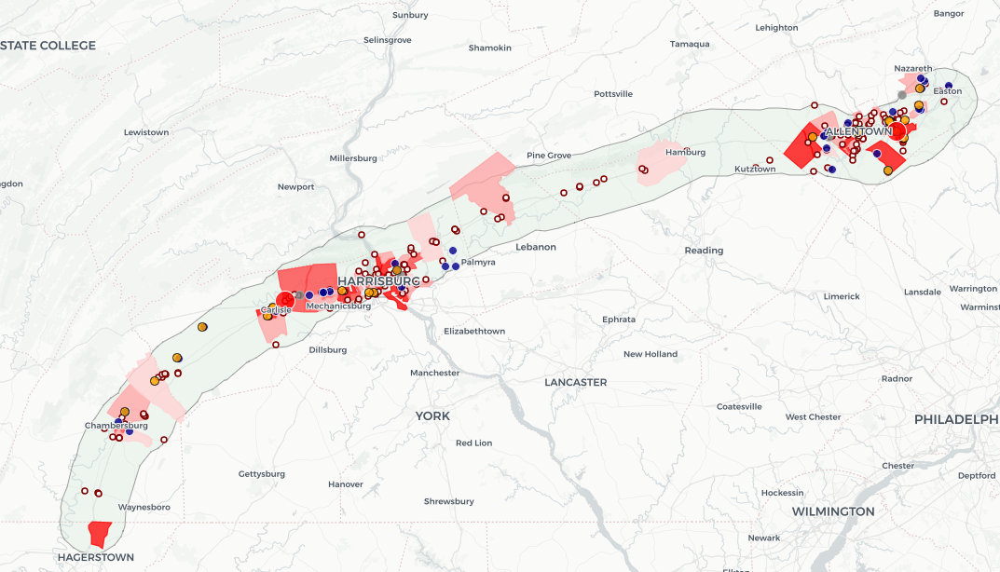 Bangor
Sunbury
Lehighton
Selinsgrove
STATE COLLEGE
Shamokin
Tamaqua
Nazareth
Pottsville
Easton
Lewistown
ALLENTOWN
Hamburg
Pine Grove
Millersburg
Kutztown
gdon
Newport
Lebanon
Reading
Palmyra
HARRISBURG
Warrington
Lansdale
Limerick
Carlisle
Mechanicsburg
Warminst
Ephrata
Elizabethtown
Dillsburg
New Holland
Manchester
Radnor
LANCASTER
Coatesville
YORK
West Chester
PHILADELPH
Chambersburg
Red Lion
Chester
Gettysburg
Deptford
Hanover
Hockessin
Shrewsbury
Waynesboro
WILMINGTON
Newark
HAGERSTOWN
Elkton